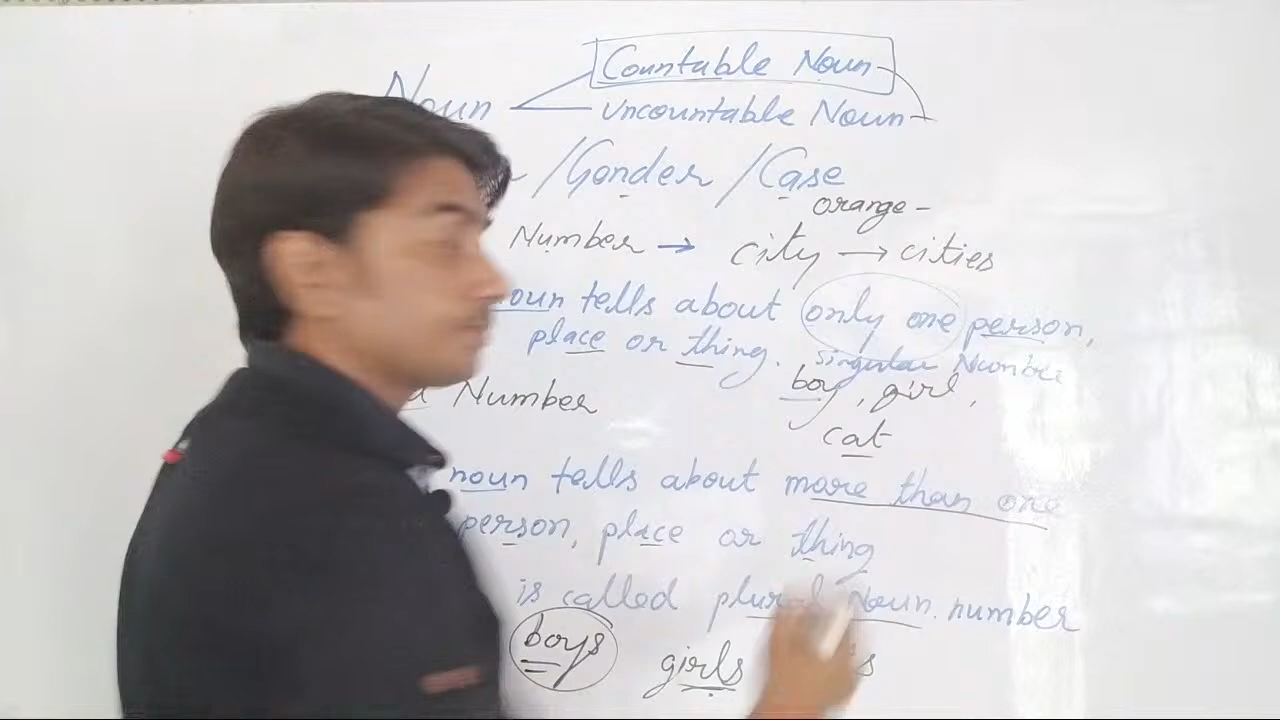 Noun Countable Noun
Uncountable Noun
/Gender /Case
orange -
Number → city → cities
noun tells about only one person,
place or thing. singular Number
Number boy, girl,
cat
noun tells about more than one
person, place or thing
is called plural Noun. number
boys girls